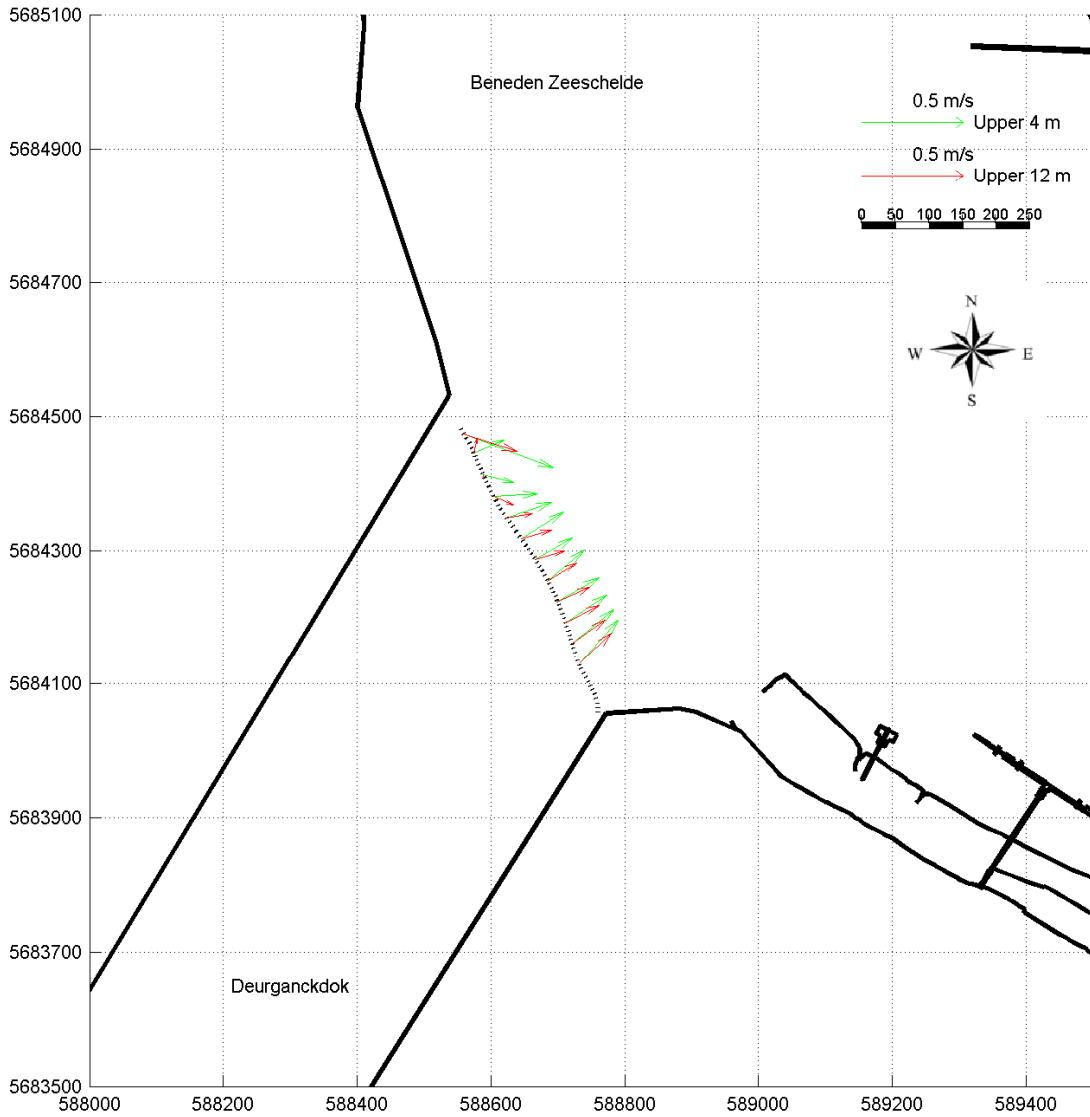 5685100
Beneden Zeeschelde
0.5 m/s
Upper 4 m
5684900
0.5 m/s
Upper 12 m
0 50 100 150 200 250
5684700
N
W E
S
5684500
5684300
5684100
5683900
5683700
Deurganckdok
5683500
588000 588200 588400 588600 588800 589000 589200 589400